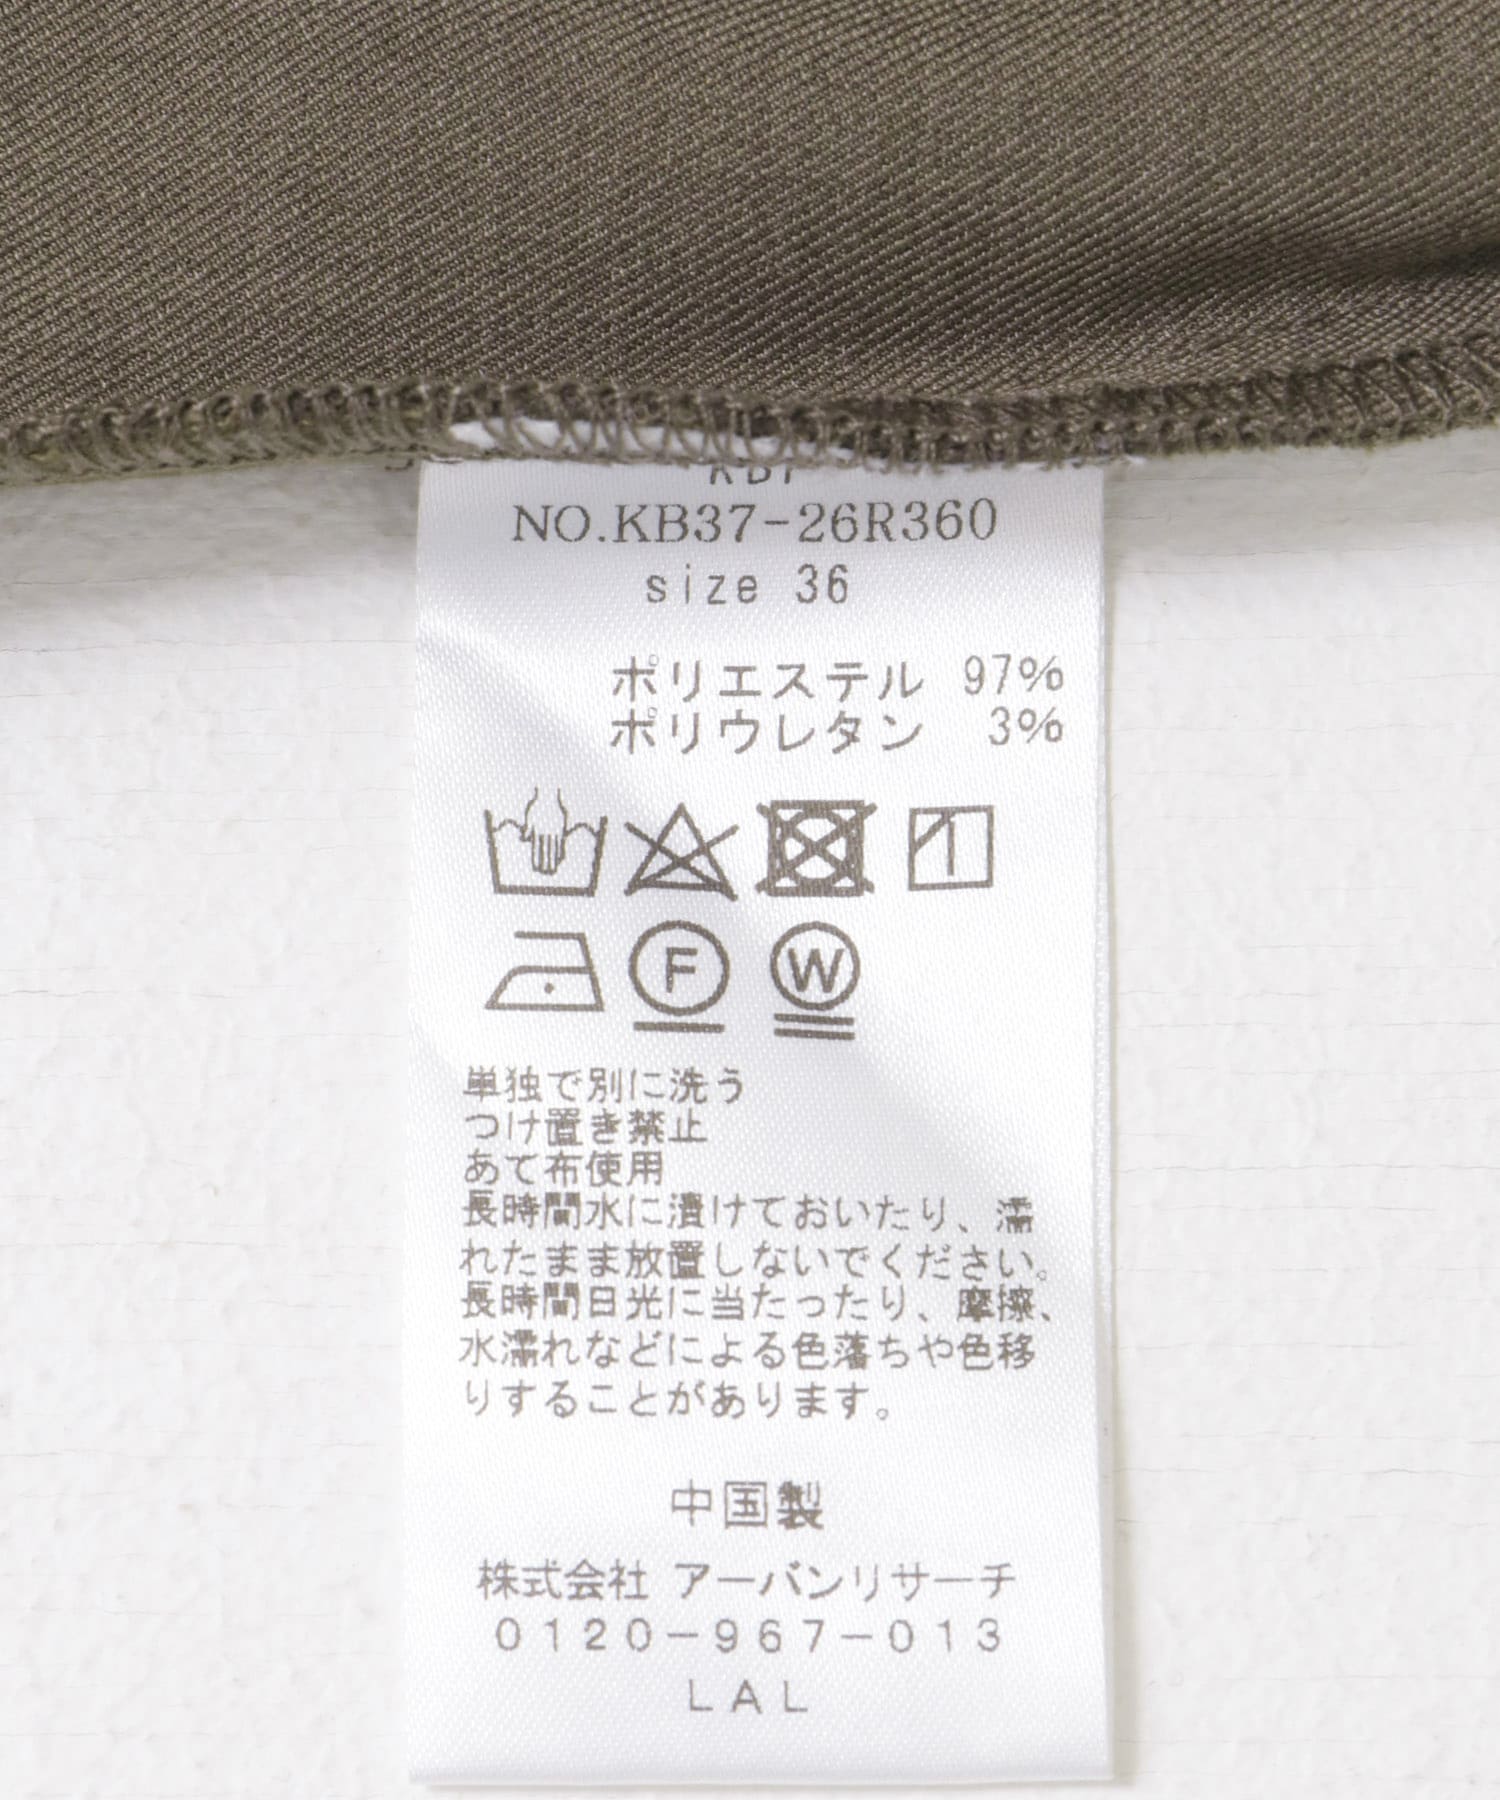 KBF
NO.KB37-26R360
size 36
ポリエステル 97%
ポリウレタン 3%
F W
単独で別に洗う
つけ置き禁止
あて布使用
長時間水に漬けておいたり、濡
れたまま放置しないでください。
長時間日光に当たったり、摩擦、
水濡れなどによる色落ちや色移
りすることがあります。
中国製
株式会社 アーバンリサーチ
0120-967-013
LAL